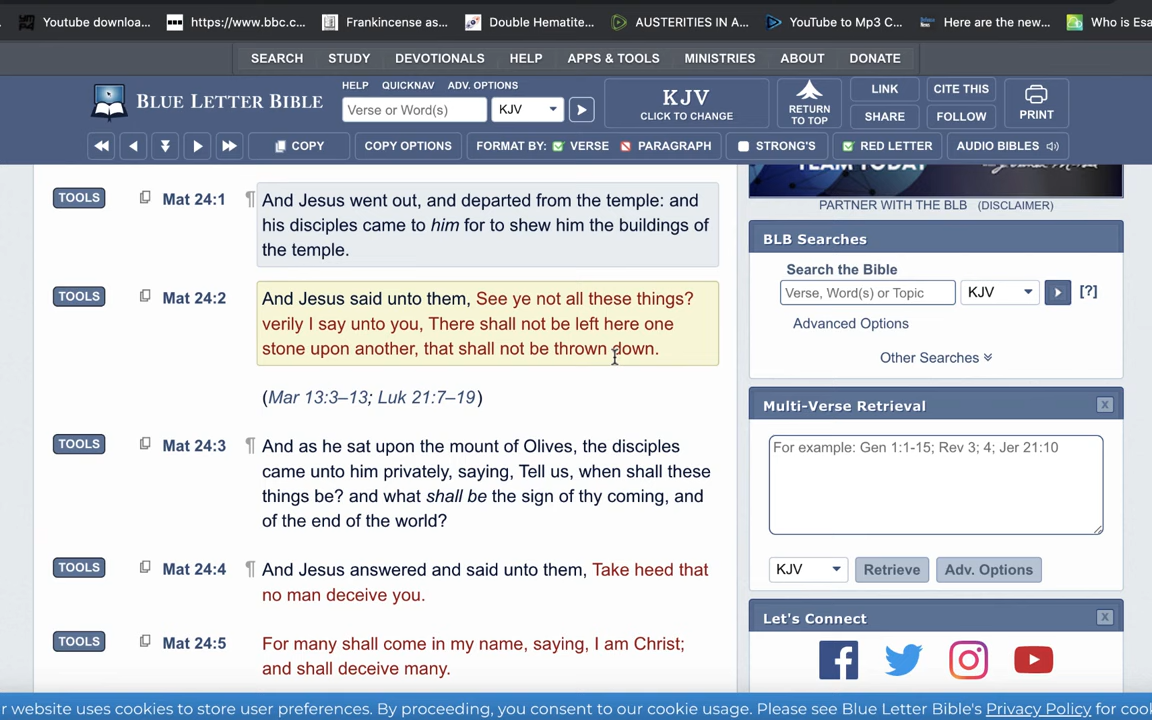 Youtube downloa...
https://www.bbc.c...
Frankincense as...
Double Hematite...
AUSTERITIES IN A...
YouTube to Mp3 C...
Here are the new...
Who is Esa
SEARCH STUDY DEVOTIONALS HELP APPS & TOOLS MINISTRIES ABOUT DONATE
BLUE LETTER BIBLE
HELP QUICKNAV ADV. OPTIONS
Verse or Word(s) KJV
KJV
CLICK TO CHANGE
RETURN
TO TOP
LINK CITE THIS
SHARE FOLLOW
PRINT
COPY COPY OPTIONS FORMAT BY: VERSE PARAGRAPH STRONG'S RED LETTER AUDIO BIBLES
TOOLS Mat 24:1 ¶ And Jesus went out, and departed from the temple: and
his disciples came to him for to shew him the buildings of
the temple.
TOOLS Mat 24:2 And Jesus said unto them, See ye not all these things?
verily I say unto you, There shall not be left here one
stone upon another, that shall not be thrown down.
(Mar 13:3–13; Luk 21:7–19)
TOOLS Mat 24:3 ¶ And as he sat upon the mount of Olives, the disciples
came unto him privately, saying, Tell us, when shall these
things be? and what shall be the sign of thy coming, and
of the end of the world?
TOOLS Mat 24:4 ¶ And Jesus answered and said unto them, Take heed that
no man deceive you.
TOOLS Mat 24:5 For many shall come in my name, saying, I am Christ;
and shall deceive many.
TEAM TODAY
PARTNER WITH THE BLB (DISCLAIMER)
BLB Searches
Search the Bible
Verse, Word(s) or Topic KJV [?]
Advanced Options
Other Searches
Multi-Verse Retrieval X
For example: Gen 1:1-15; Rev 3; 4; Jer 21:10
KJV Retrieve Adv. Options
Let's Connect X
r website uses cookies to store user preferences. By proceeding, you consent to our cookie usage. Please see Blue Letter Bible's Privacy Policy for cook